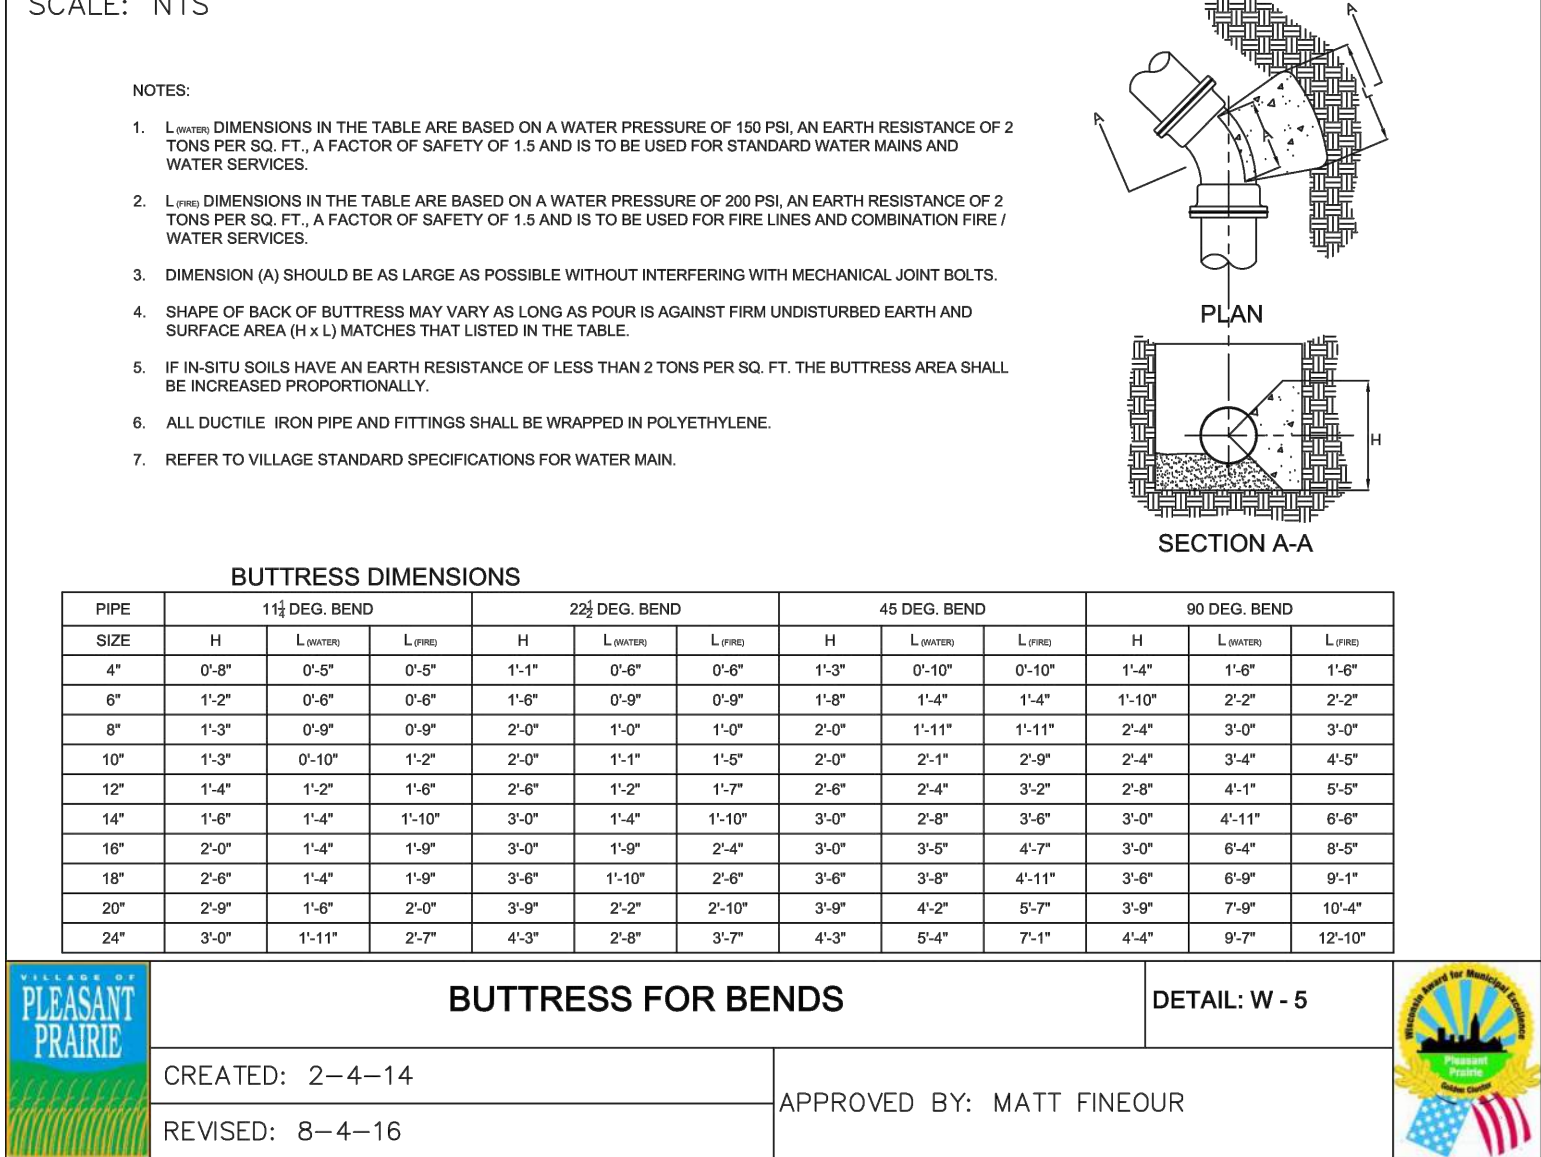 SCALE: NTS
NOTES:
1. L (WATER) DIMENSIONS IN THE TABLE ARE BASED ON A WATER PRESSURE OF 150 PSI, AN EARTH RESISTANCE OF 2
TONS PER SQ. FT., A FACTOR OF SAFETY OF 1.5 AND IS TO BE USED FOR STANDARD WATER MAINS AND
WATER SERVICES.
2. L (FIRE) DIMENSIONS IN THE TABLE ARE BASED ON A WATER PRESSURE OF 200 PSI, AN EARTH RESISTANCE OF 2
TONS PER SQ. FT., A FACTOR OF SAFETY OF 1.5 AND IS TO BE USED FOR FIRE LINES AND COMBINATION FIRE /
WATER SERVICES.
3. DIMENSION (A) SHOULD BE AS LARGE AS POSSIBLE WITHOUT INTERFERING WITH MECHANICAL JOINT BOLTS.
4. SHAPE OF BACK OF BUTTRESS MAY VARY AS LONG AS POUR IS AGAINST FIRM UNDISTURBED EARTH AND
SURFACE AREA (H x L) MATCHES THAT LISTED IN THE TABLE.
5. IF IN-SITU SOILS HAVE AN EARTH RESISTANCE OF LESS THAN 2 TONS PER SQ. FT. THE BUTTRESS AREA SHALL
BE INCREASED PROPORTIONALLY.
6. ALL DUCTILE IRON PIPE AND FITTINGS SHALL BE WRAPPED IN POLYETHYLENE.
7. REFER TO VILLAGE STANDARD SPECIFICATIONS FOR WATER MAIN.
A
A
A
L
PLAN
H
SECTION A-A
BUTTRESS DIMENSIONS
PIPE 11¼ DEG. BEND 22½ DEG. BEND 45 DEG. BEND 90 DEG. BEND
SIZE H L (WATER) L (FIRE) H L (WATER) L (FIRE) H L (WATER) L (FIRE) H L (WATER) L (FIRE)
4" 0'-8" 0'-5" 0'-5" 1'-1" 0'-6" 0'-6" 1'-3" 0'-10" 0'-10" 1'-4" 1'-6" 1'-6"
6" 1'-2" 0'-6" 0'-6" 1'-6" 0'-9" 0'-9" 1'-8" 1'-4" 1'-4" 1'-10" 2'-2" 2'-2"
8" 1'-3" 0'-9" 0'-9" 2'-0" 1'-0" 1'-0" 2'-0" 1'-11" 1'-11" 2'-4" 3'-0" 3'-0"
10" 1'-3" 0'-10" 1'-2" 2'-0" 1'-1" 1'-5" 2'-0" 2'-1" 2'-9" 2'-4" 3'-4" 4'-5"
12" 1'-4" 1'-2" 1'-6" 2'-6" 1'-2" 1'-7" 2'-6" 2'-4" 3'-2" 2'-8" 4'-1" 5'-5"
14" 1'-6" 1'-4" 1'-10" 3'-0" 1'-4" 1'-10" 3'-0" 2'-8" 3'-6" 3'-0" 4'-11" 6'-6"
16" 2'-0" 1'-4" 1'-9" 3'-0" 1'-9" 2'-4" 3'-0" 3'-5" 4'-7" 3'-0" 6'-4" 8'-5"
18" 2'-6" 1'-4" 1'-9" 3'-6" 1'-10" 2'-6" 3'-6" 3'-8" 4'-11" 3'-6" 6'-9" 9'-1"
20" 2'-9" 1'-6" 2'-0" 3'-9" 2'-2" 2'-10" 3'-9" 4'-2" 5'-7" 3'-9" 7'-9" 10'-4"
24" 3'-0" 1'-11" 2'-7" 4'-3" 2'-8" 3'-7" 4'-3" 5'-4" 7'-1" 4'-4" 9'-7" 12'-10"
VILLAGE OF
PLEASANT
PRAIRIE
BUTTRESS FOR BENDS
DETAIL: W - 5
CREATED: 2-4-14
REVISED: 8-4-16
APPROVED BY: MATT FINEOUR
Wisconsin Award for Municipal Excellence
Pleasant
Prairie
Golden Cluster